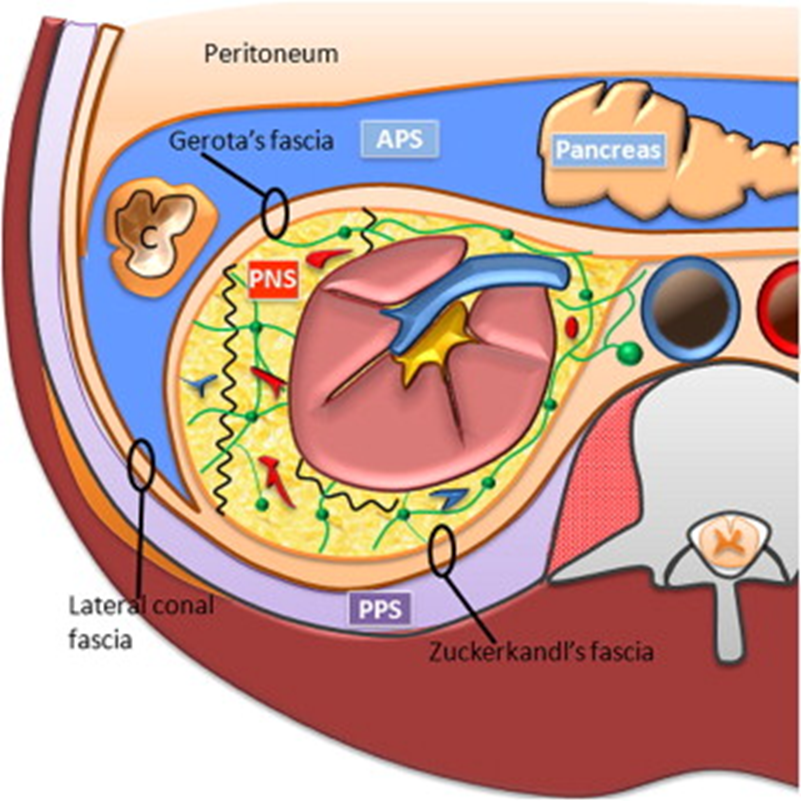 Peritoneum
Gerota's fascia
APS
Pancreas
C
PNS
Lateral conal
fascia
PPS
Zuckerkandl's fascia